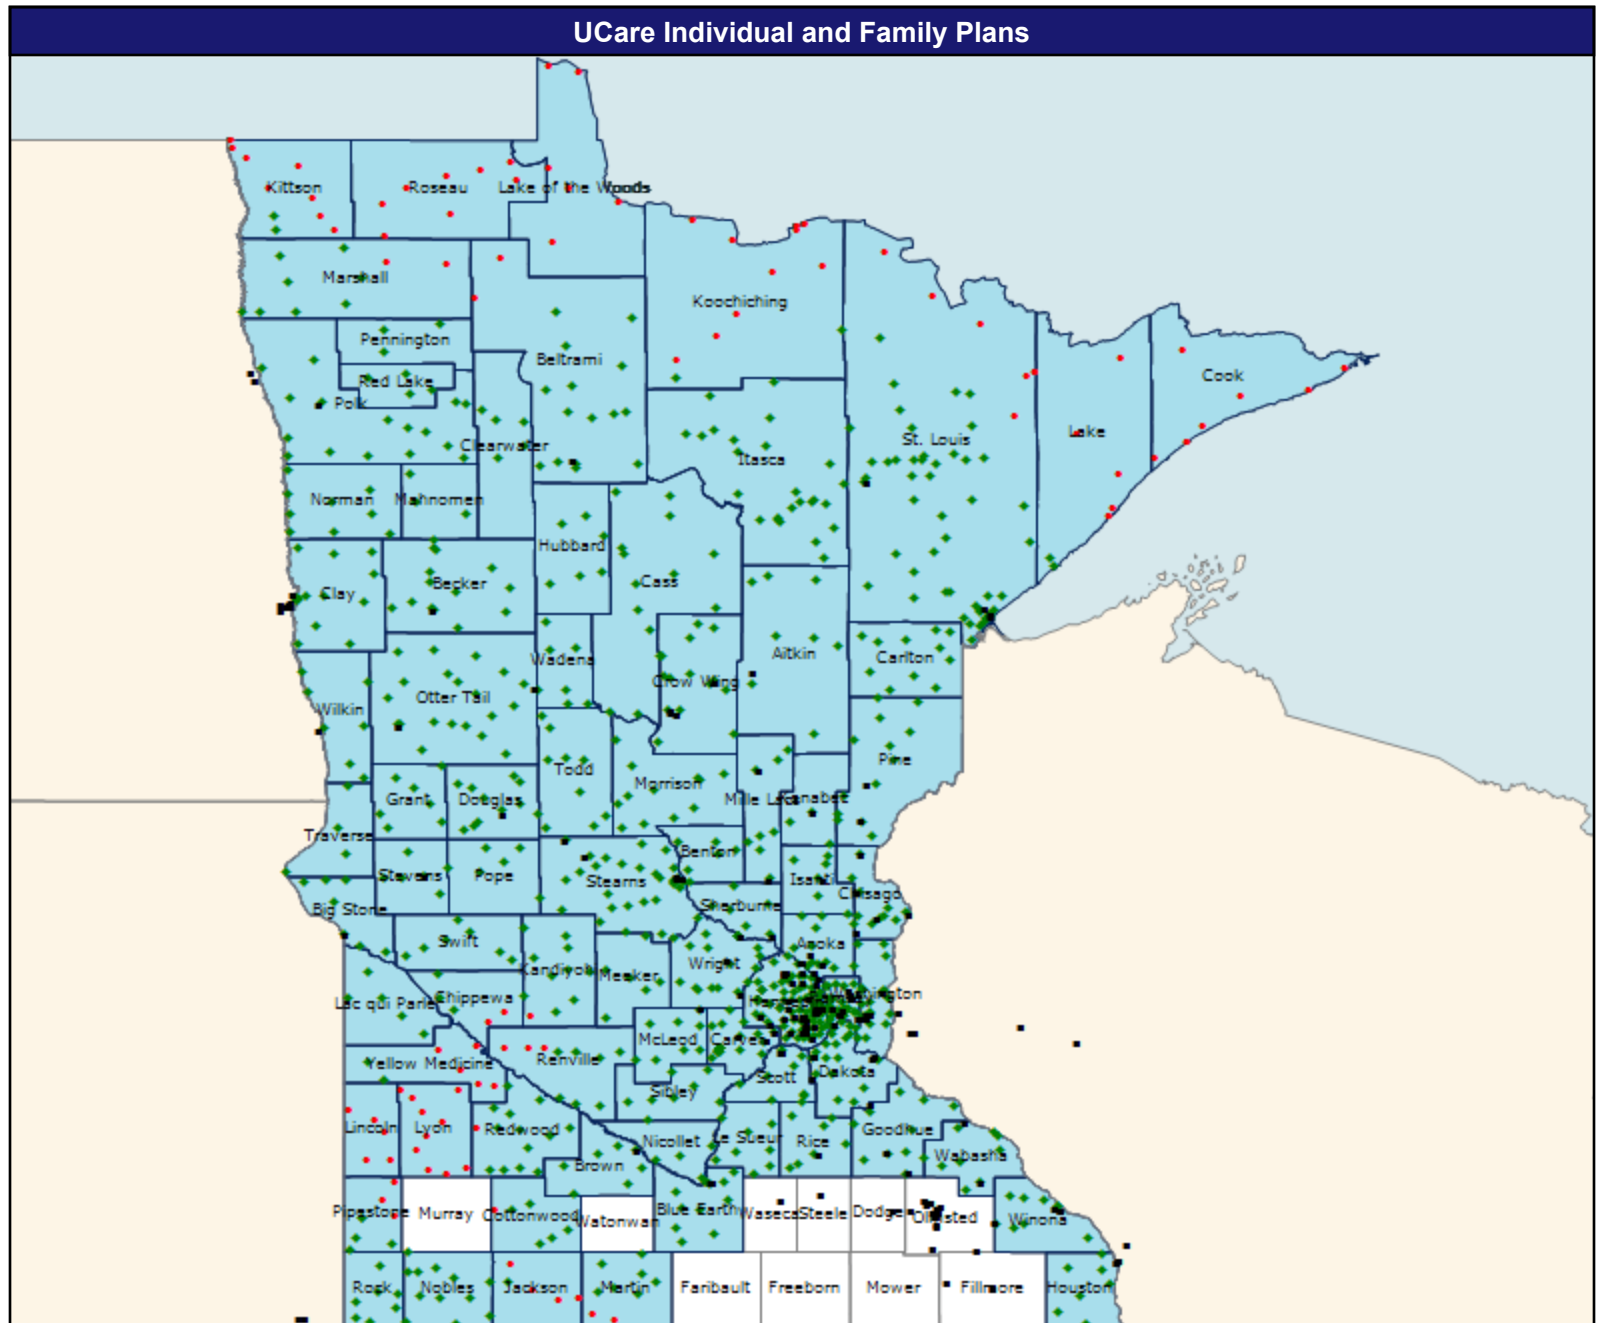 UCare Individual and Family Plans
Kittson
Roseau
Lake of the Woods
Marshall
Koochiching
Pennington
Beltrami
Red Lake
Cook
Polk
Clearwater
St. Louis
Lake
Itasca
Norman
Mahnomen
Hubbard
Cass
Becker
Clay
Wadena
Aitkin
Carlton
Crow Wing
Otter Tail
Wilkin
Pine
Todd
Morrison
Grant
Douglas
Mille Lacs
Kanabec
Traverse
Benton
Stevens
Pope
Stearns
Isanti
Chisago
Big Stone
Sherburne
Swift
Anoka
Kandiyohi
Meeker
Wright
Lac qui Parle
Chippewa
Washington
McLeod
Carver
Yellow Medicine
Renville
Scott
Dakota
Sibley
Lincoln
Lyon
Redwood
Nicollet
Le Sueur
Rice
Goodhue
Brown
Wabasha
Pipestone
Murray
Cottonwood
Watonwan
Blue Earth
Waseca
Steele
Dodge
Olmsted
Winona
Rock
Nobles
Jackson
Martin
Faribault
Freeborn
Mower
Fillmore
Houston